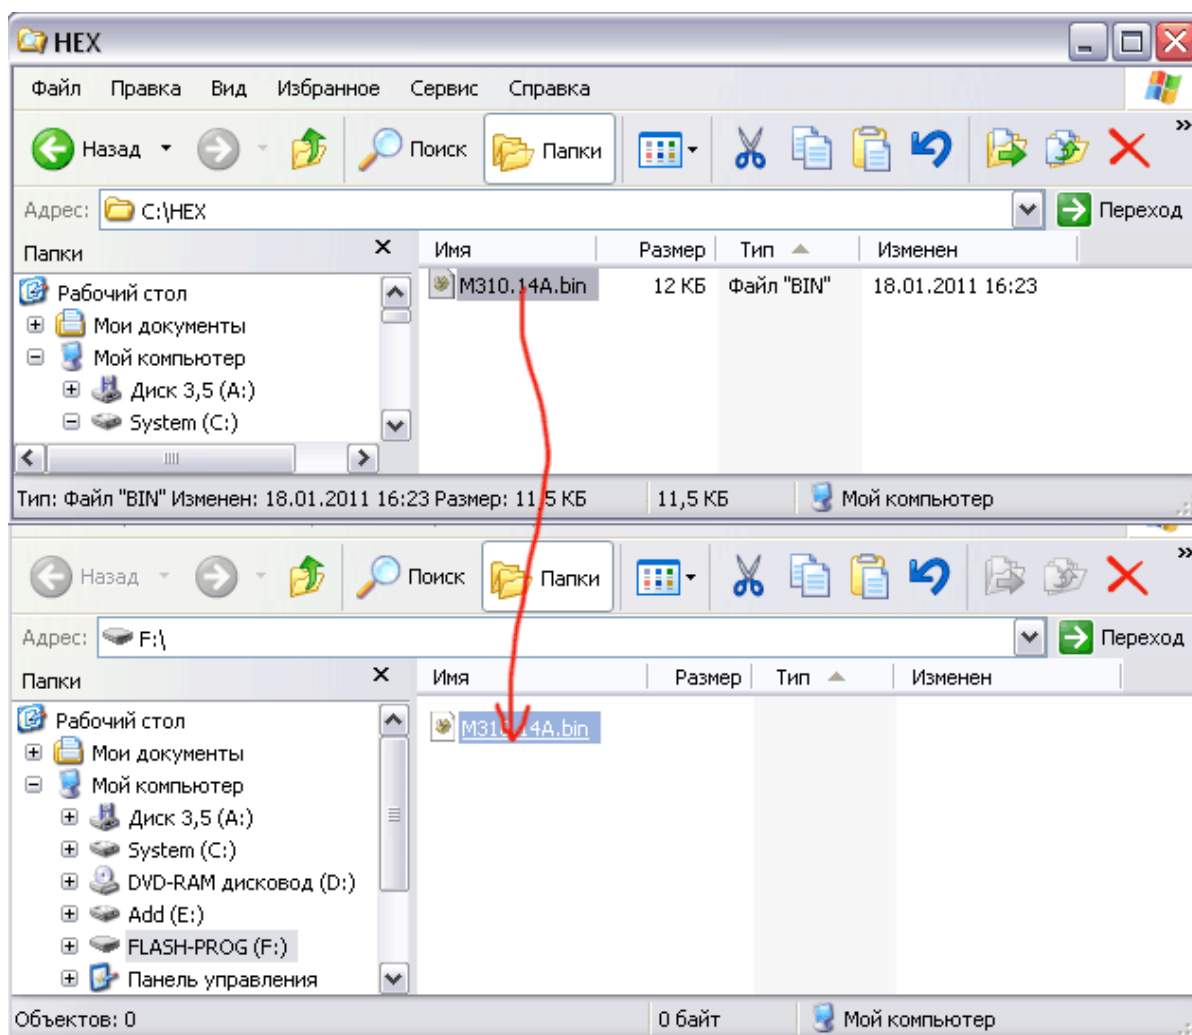 HEX
Файл Правка Вид Избранное Сервис Справка
Назад Поиск Папки »
Адрес: C:\HEX Переход
Папки Имя Размер Тип Изменен
Рабочий стол M310.14A.bin 12 КБ Файл "BIN" 18.01.2011 16:23
Мои документы
Мой компьютер
Диск 3,5 (A:)
System (C:)
Тип: Файл "BIN" Изменен: 18.01.2011 16:23 Размер: 11,5 КБ 11,5 КБ Мой компьютер
Назад Поиск Папки »
Адрес: F:\ Переход
Папки Имя Размер Тип Изменен
Рабочий стол M310.14A.bin
Мои документы
Мой компьютер
Диск 3,5 (A:)
System (C:)
DVD-RAM дисковод (D:)
Add (E:)
FLASH-PROG (F:)
Панель управления
Объектов: 0 0 байт Мой компьютер